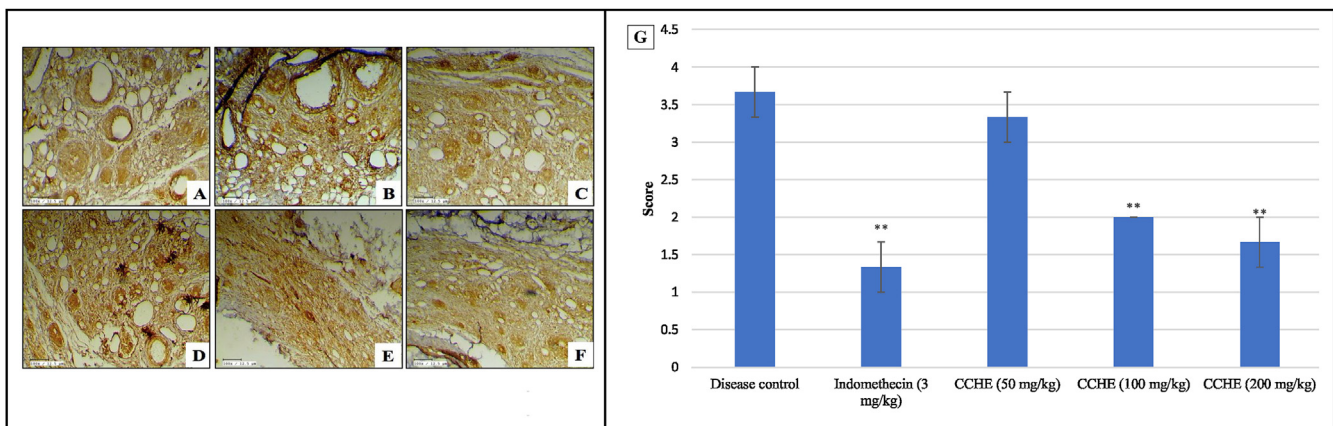 A
B
C
D
E
F
G
4.5
4
3.5
3
2.5
2
1.5
1
0.5
0
Score
**
**
**
Disease control
Indomethecin (3
mg/kg)
CCHE (50 mg/kg)
CCHE (100 mg/kg)
CCHE (200 mg/kg)